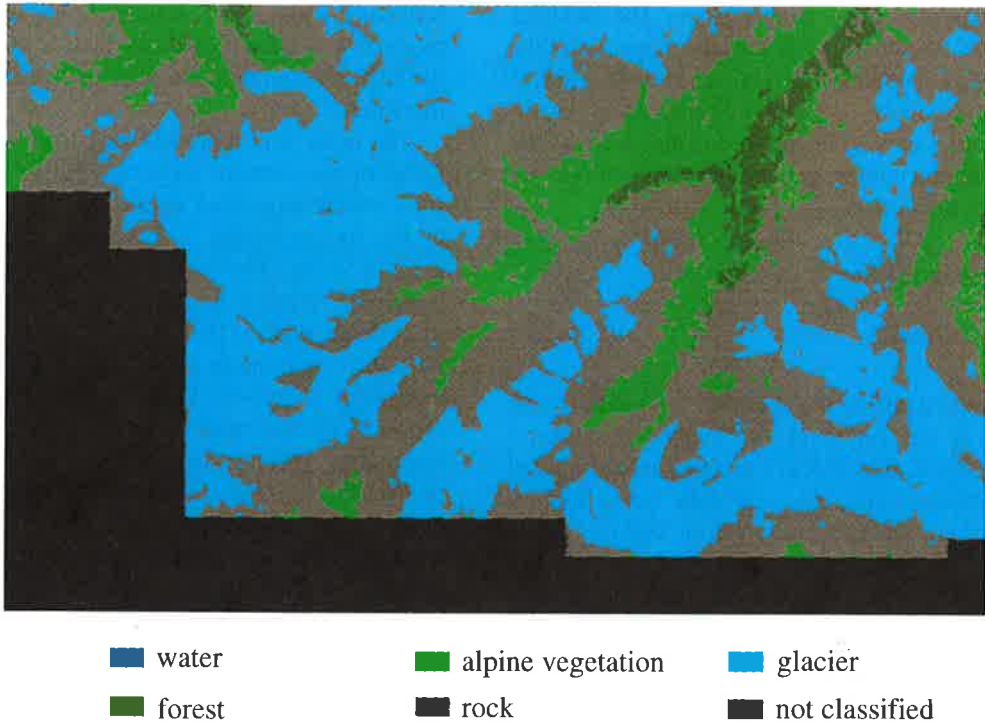 water alpine vegetation glacier
forest rock not classified